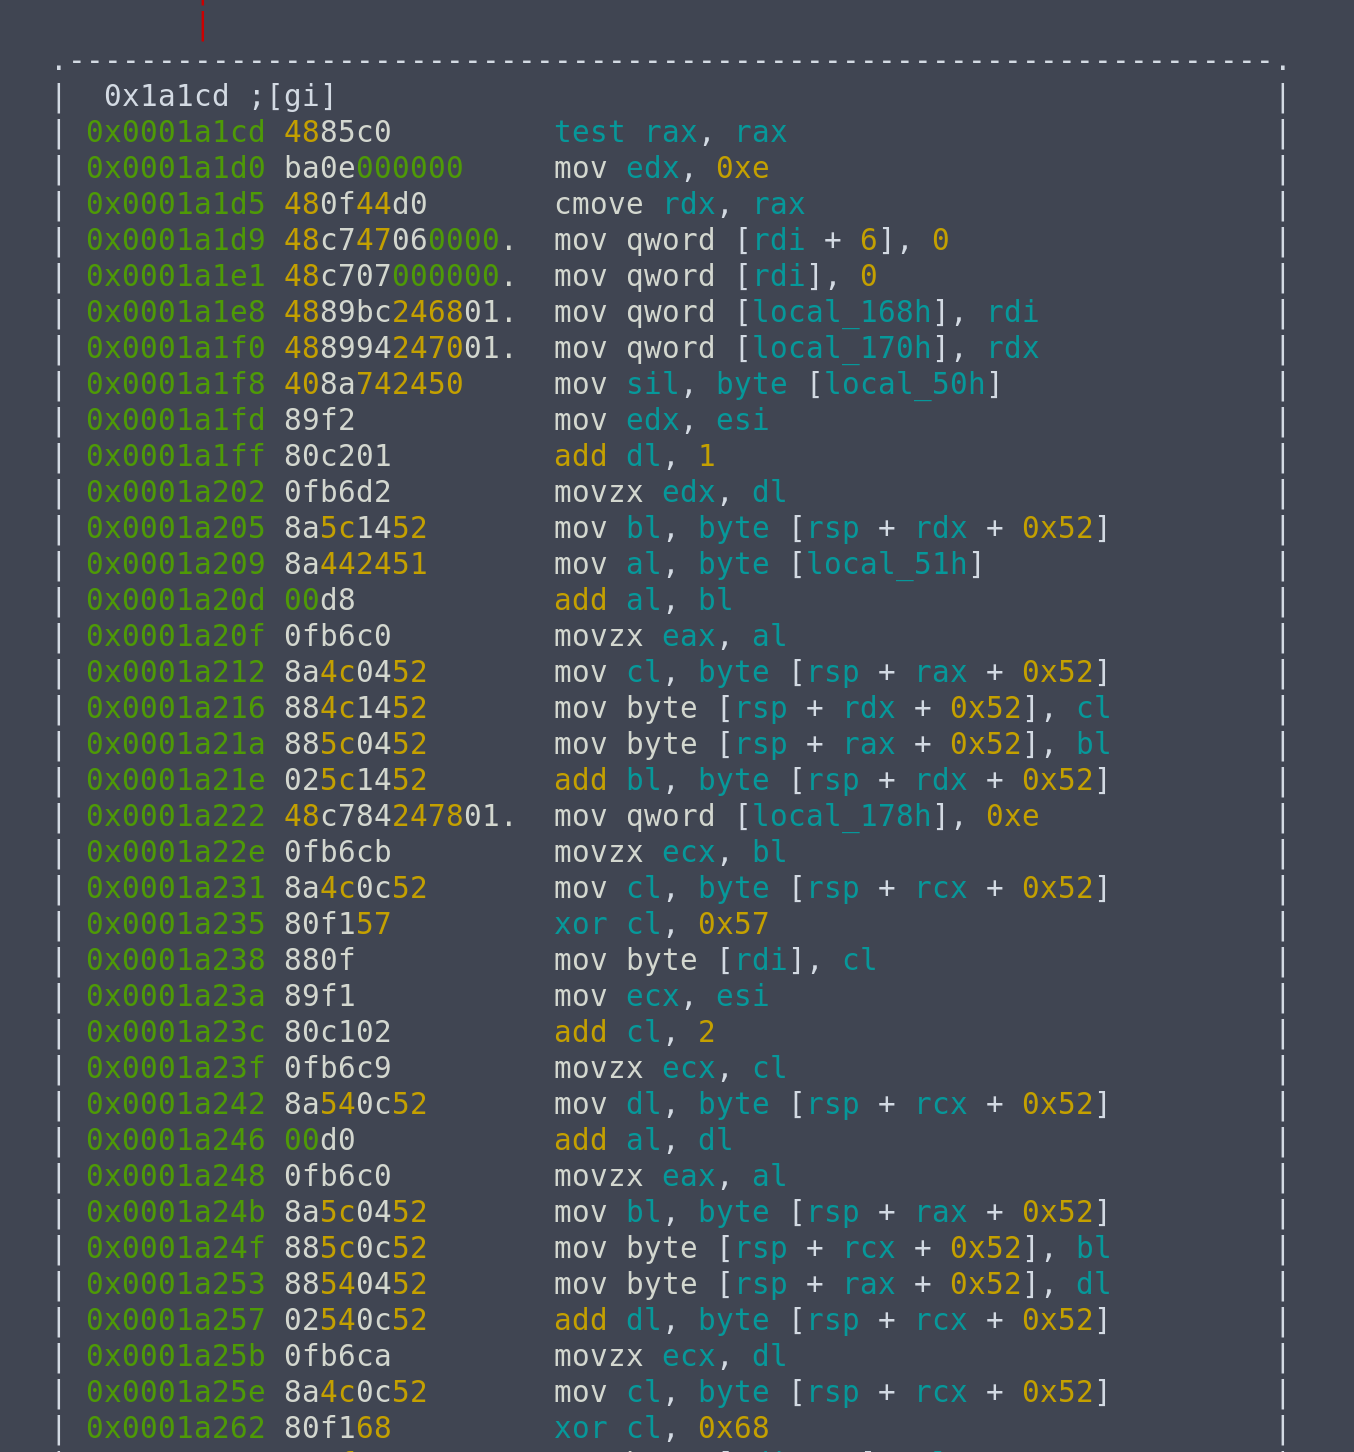 0x1a1cd ;[gi]
0x0001a1cd 4885c0 test rax, rax
0x0001a1d0 ba0e000000 mov edx, 0xe
0x0001a1d5 480f44d0 cmove rdx, rax
0x0001a1d9 48c747060000. mov qword [rdi + 6], 0
0x0001a1e1 48c707000000. mov qword [rdi], 0
0x0001a1e8 4889bc246801. mov qword [local_168h], rdi
0x0001a1f0 488994247001. mov qword [local_170h], rdx
0x0001a1f8 408a742450 mov sil, byte [local_50h]
0x0001a1fd 89f2 mov edx, esi
0x0001a1ff 80c201 add dl, 1
0x0001a202 0fb6d2 movzx edx, dl
0x0001a205 8a5c1452 mov bl, byte [rsp + rdx + 0x52]
0x0001a209 8a442451 mov al, byte [local_51h]
0x0001a20d 00d8 add al, bl
0x0001a20f 0fb6c0 movzx eax, al
0x0001a212 8a4c0452 mov cl, byte [rsp + rax + 0x52]
0x0001a216 884c1452 mov byte [rsp + rdx + 0x52], cl
0x0001a21a 885c0452 mov byte [rsp + rax + 0x52], bl
0x0001a21e 025c1452 add bl, byte [rsp + rdx + 0x52]
0x0001a222 48c784247801. mov qword [local_178h], 0xe
0x0001a22e 0fb6cb movzx ecx, bl
0x0001a231 8a4c0c52 mov cl, byte [rsp + rcx + 0x52]
0x0001a235 80f157 xor cl, 0x57
0x0001a238 880f mov byte [rdi], cl
0x0001a23a 89f1 mov ecx, esi
0x0001a23c 80c102 add cl, 2
0x0001a23f 0fb6c9 movzx ecx, cl
0x0001a242 8a540c52 mov dl, byte [rsp + rcx + 0x52]
0x0001a246 00d0 add al, dl
0x0001a248 0fb6c0 movzx eax, al
0x0001a24b 8a5c0452 mov bl, byte [rsp + rax + 0x52]
0x0001a24f 885c0c52 mov byte [rsp + rcx + 0x52], bl
0x0001a253 88540452 mov byte [rsp + rax + 0x52], dl
0x0001a257 02540c52 add dl, byte [rsp + rcx + 0x52]
0x0001a25b 0fb6ca movzx ecx, dl
0x0001a25e 8a4c0c52 mov cl, byte [rsp + rcx + 0x52]
0x0001a262 80f168 xor cl, 0x68